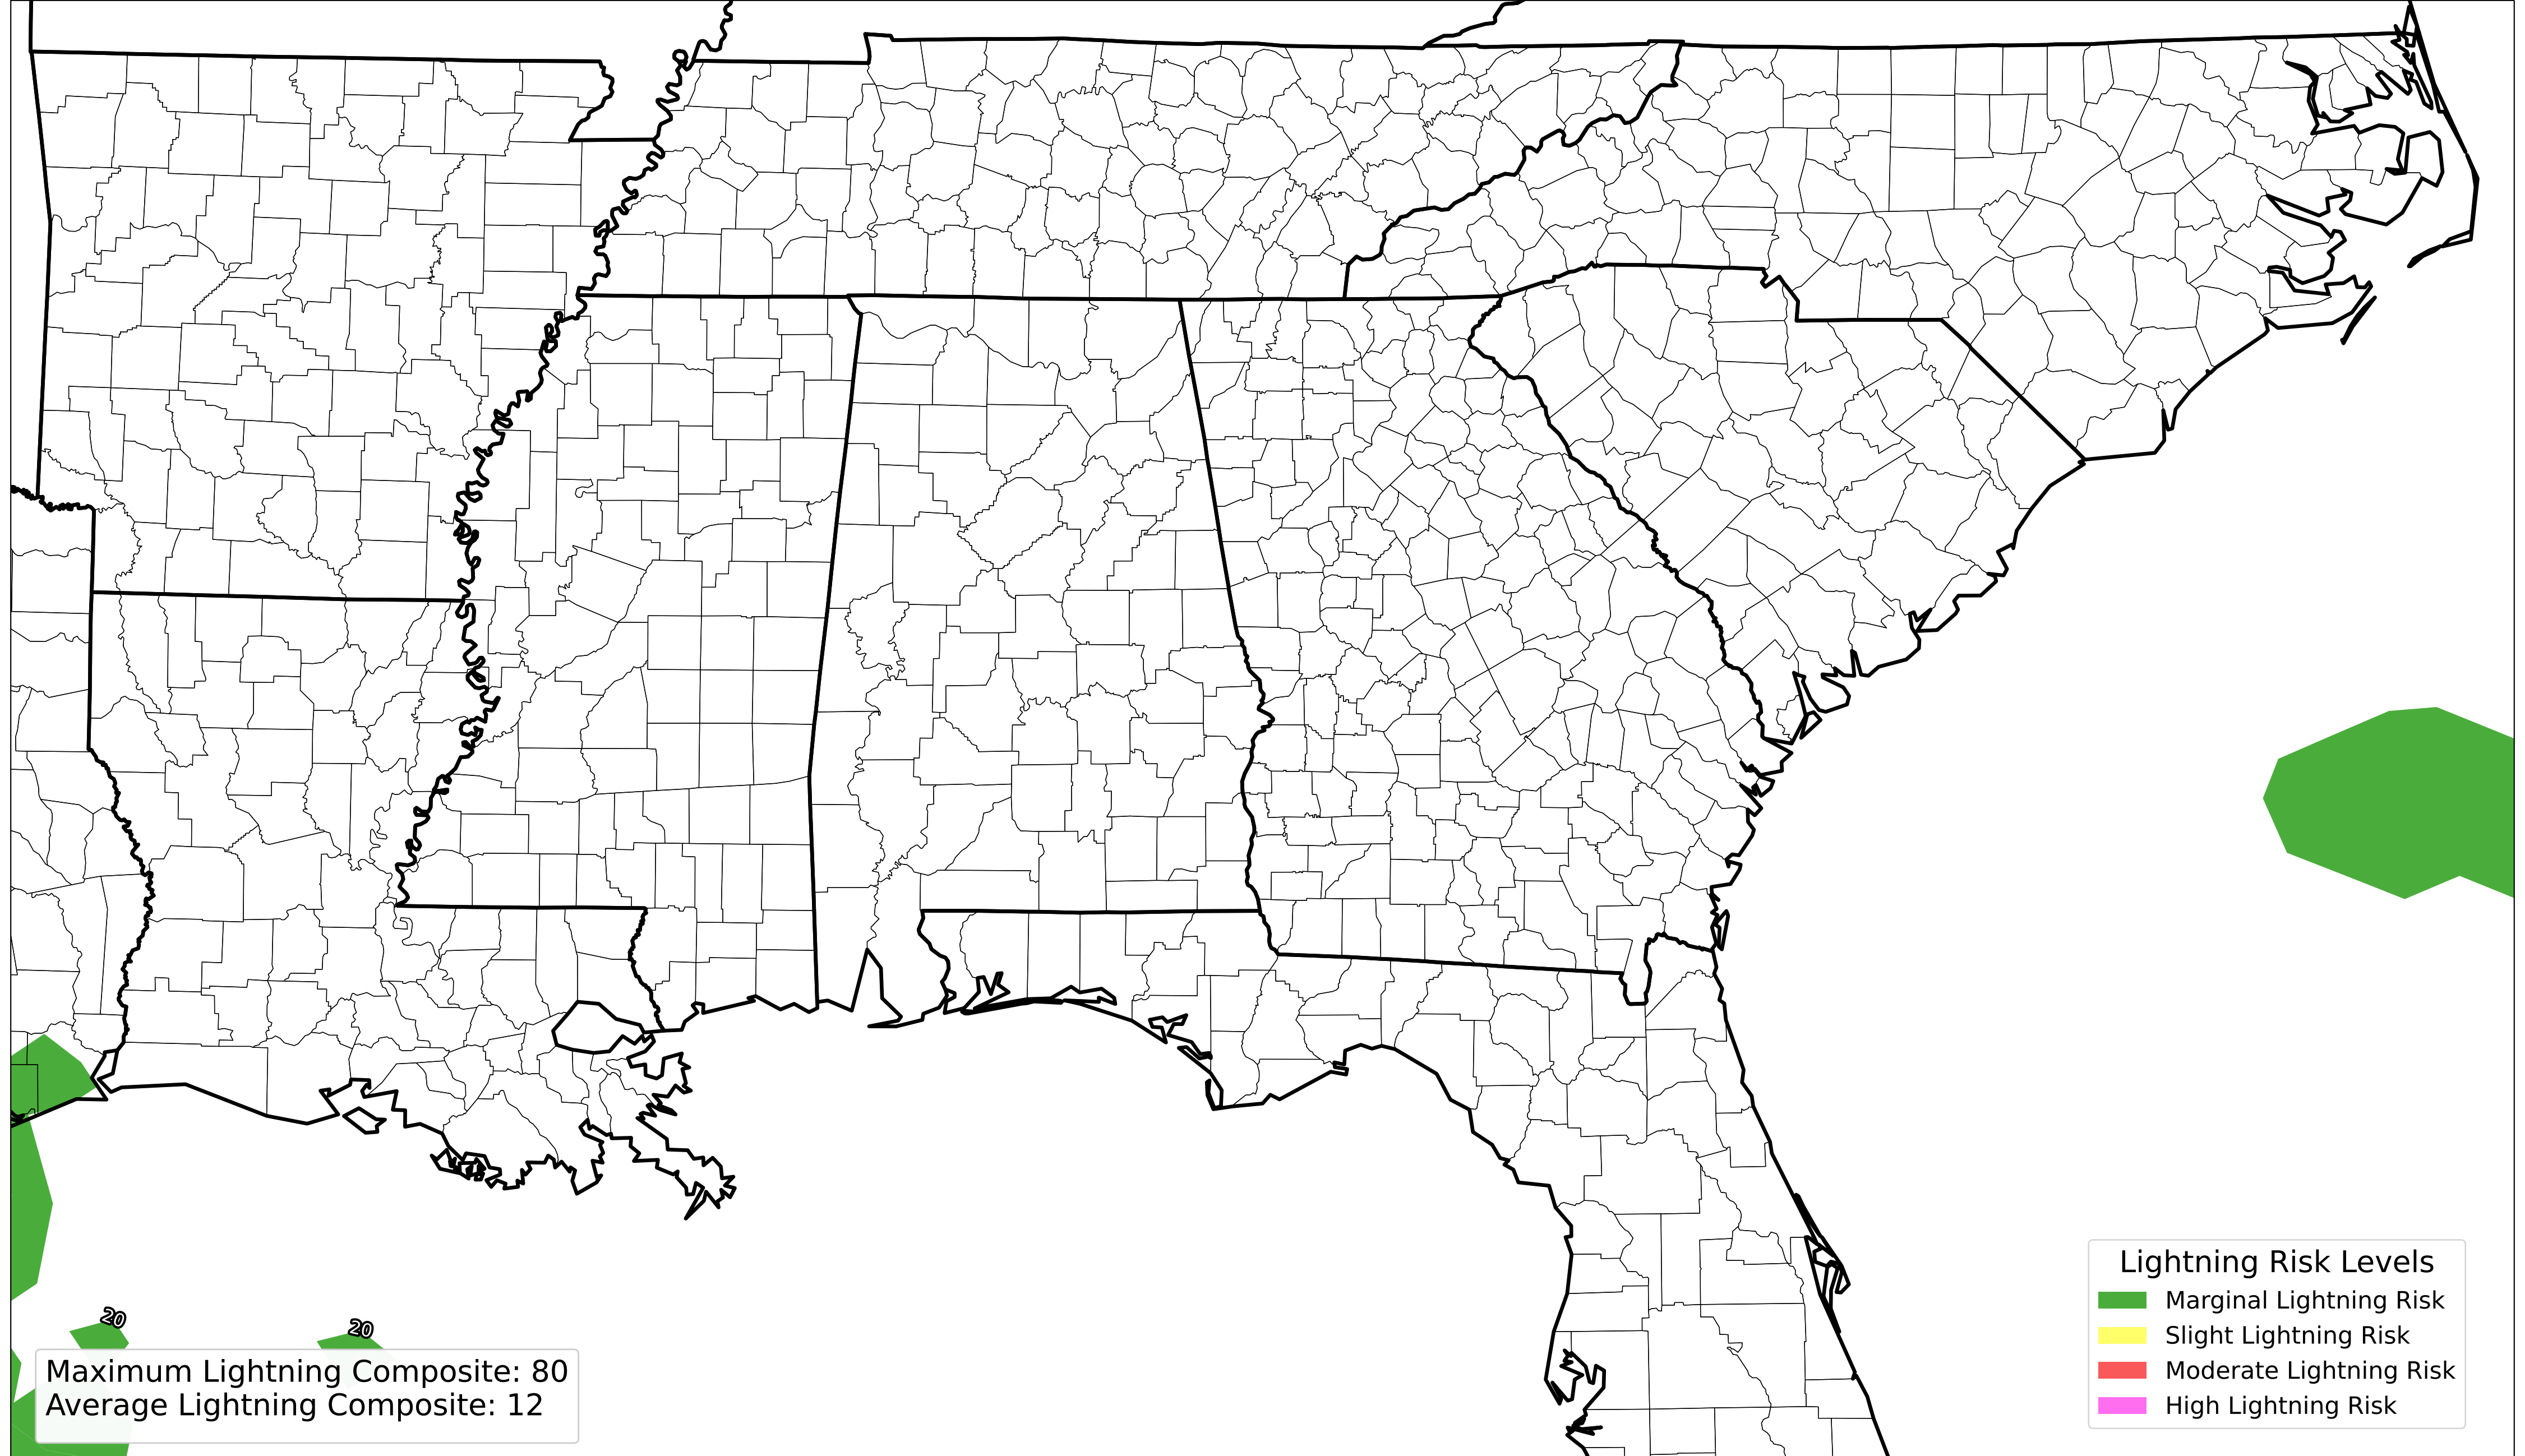 20
20
Maximum Lightning Composite: 80
Average Lightning Composite: 12
Lightning Risk Levels
Marginal Lightning Risk
Slight Lightning Risk
Moderate Lightning Risk
High Lightning Risk